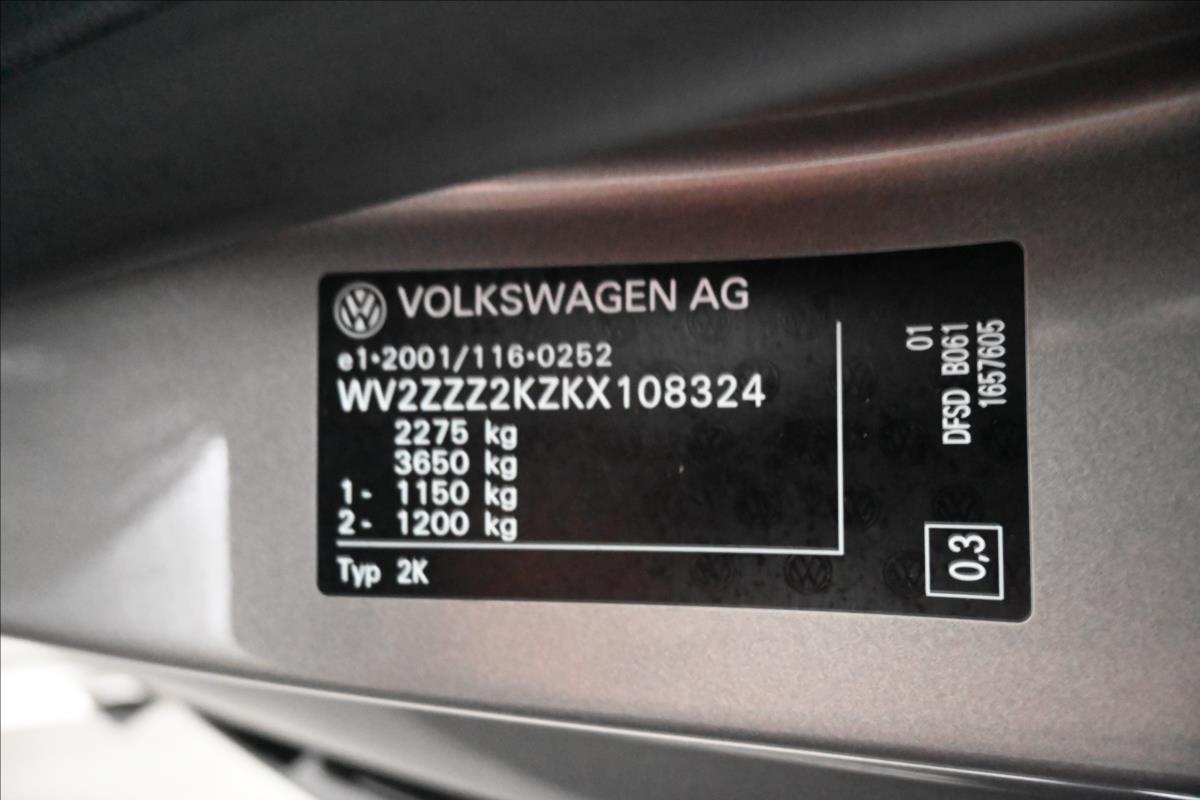 VOLKSWAGEN AG
e1*2001/116*0252
WV2ZZZ2KZKX108324
2275 kg
3650 kg
1- 1150 kg
2- 1200 kg
Typ 2K
01
DFSD B061
1657605
0,3